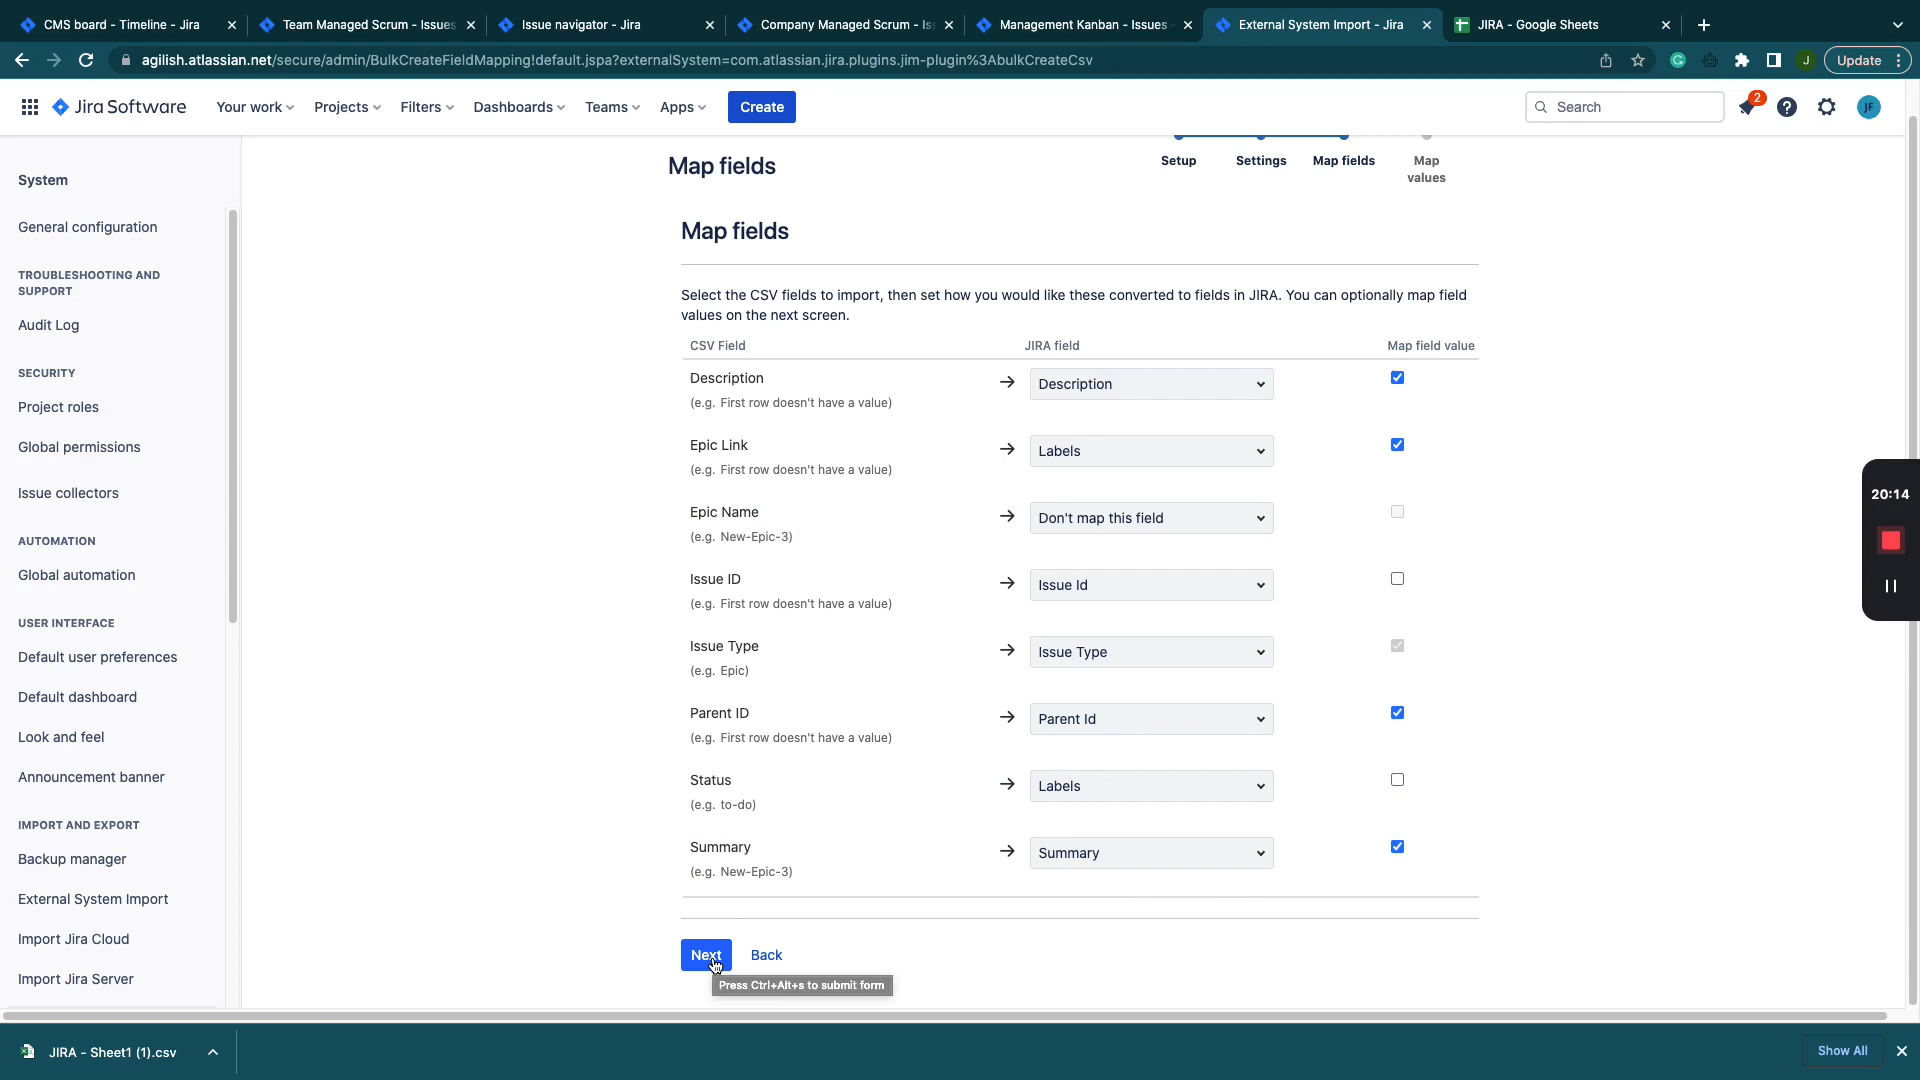 CMS board - Timeline - Jira
Team Managed Scrum - Issues
Issue navigator - Jira
Company Managed Scrum - Is
Management Kanban - Issues -
External System Import - Jira
JIRA - Google Sheets
agilish.atlassian.net/secure/admin/BulkCreateFieldMapping!default.jspa?externalSystem=com.atlassian.jira.plugins.jim-plugin%3AbulkCreateCsv
J
Update
Jira Software
Your work
Projects
Filters
Dashboards
Teams
Apps
Create
Search
2
JF
System
General configuration
TROUBLESHOOTING AND
SUPPORT
Audit Log
SECURITY
Project roles
Global permissions
Issue collectors
AUTOMATION
Global automation
USER INTERFACE
Default user preferences
Default dashboard
Look and feel
Announcement banner
IMPORT AND EXPORT
Backup manager
External System Import
Import Jira Cloud
Import Jira Server
Map fields
Setup
Settings
Map fields
Map
values
Map fields
Select the CSV fields to import, then set how you would like these converted to fields in JIRA. You can optionally map field
values on the next screen.
CSV Field
JIRA field
Map field value
Description
(e.g. First row doesn't have a value)
Description
Epic Link
(e.g. First row doesn't have a value)
Labels
Epic Name
(e.g. New-Epic-3)
Don't map this field
Issue ID
(e.g. First row doesn't have a value)
Issue Id
Issue Type
(e.g. Epic)
Issue Type
Parent ID
(e.g. First row doesn't have a value)
Parent Id
Status
(e.g. to-do)
Labels
Summary
(e.g. New-Epic-3)
Summary
Next
Back
Press Ctrl+Alt+s to submit form
20:14
JIRA - Sheet1 (1).csv
Show All